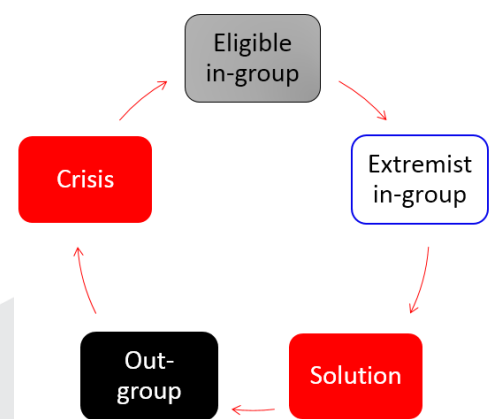 Eligible
in-group
Extremist
in-group
Solution
Out-
group
Crisis